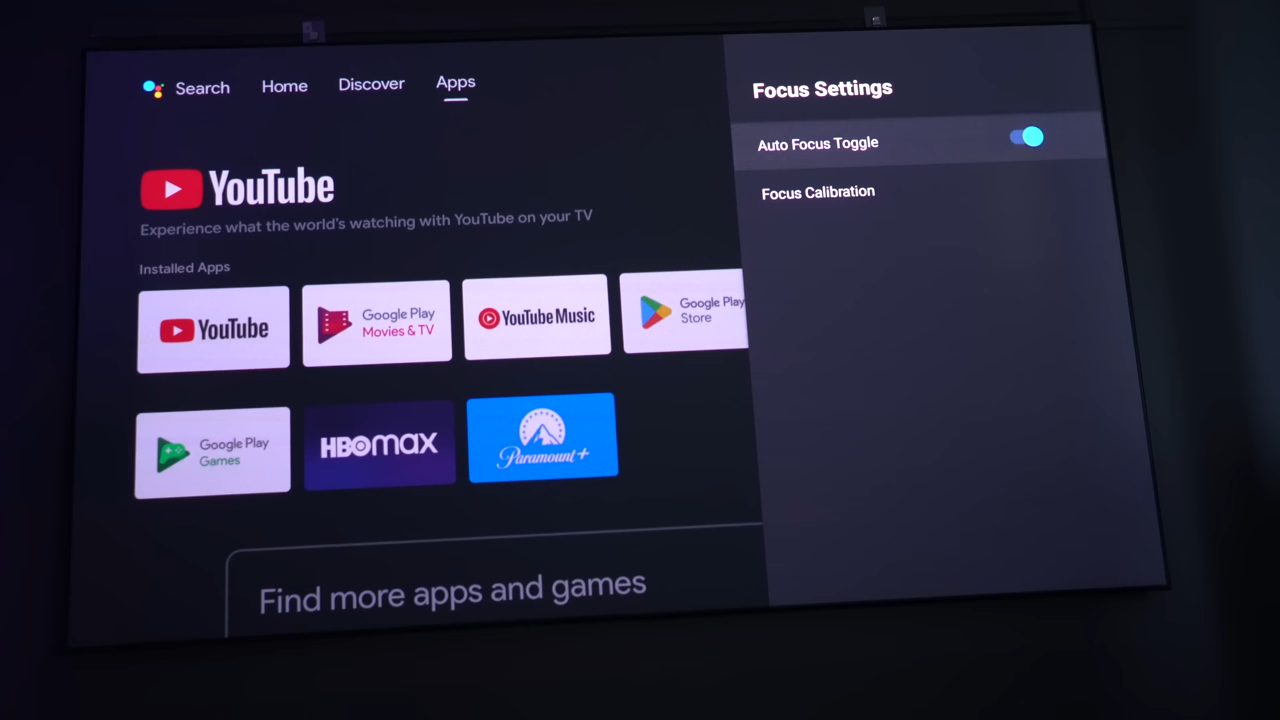 Search Home Discover Apps
YouTube
Experience what the world's watching with YouTube on your TV
Installed Apps
YouTube
Google Play
Movies & TV
YouTube Music
Google Play
Store
Google Play
Games
HBOMAX
Paramount+
Find more apps and games
Focus Settings
Auto Focus Toggle
Focus Calibration